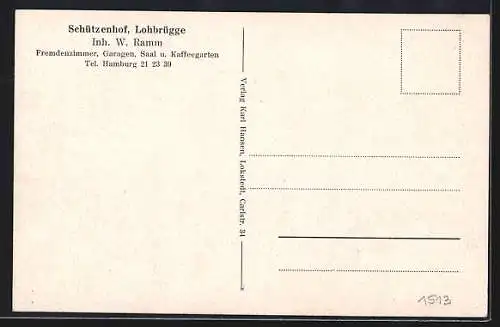 Schützenhof, Lohbrügge
Inh. W. Ramm
Fremdenzimmer, Garagen, Saal u. Kaffeegarten
Tel. Hamburg 21 23 39
Verlag Karl Hansen, Lokstedt, Carlstr. 34
1513